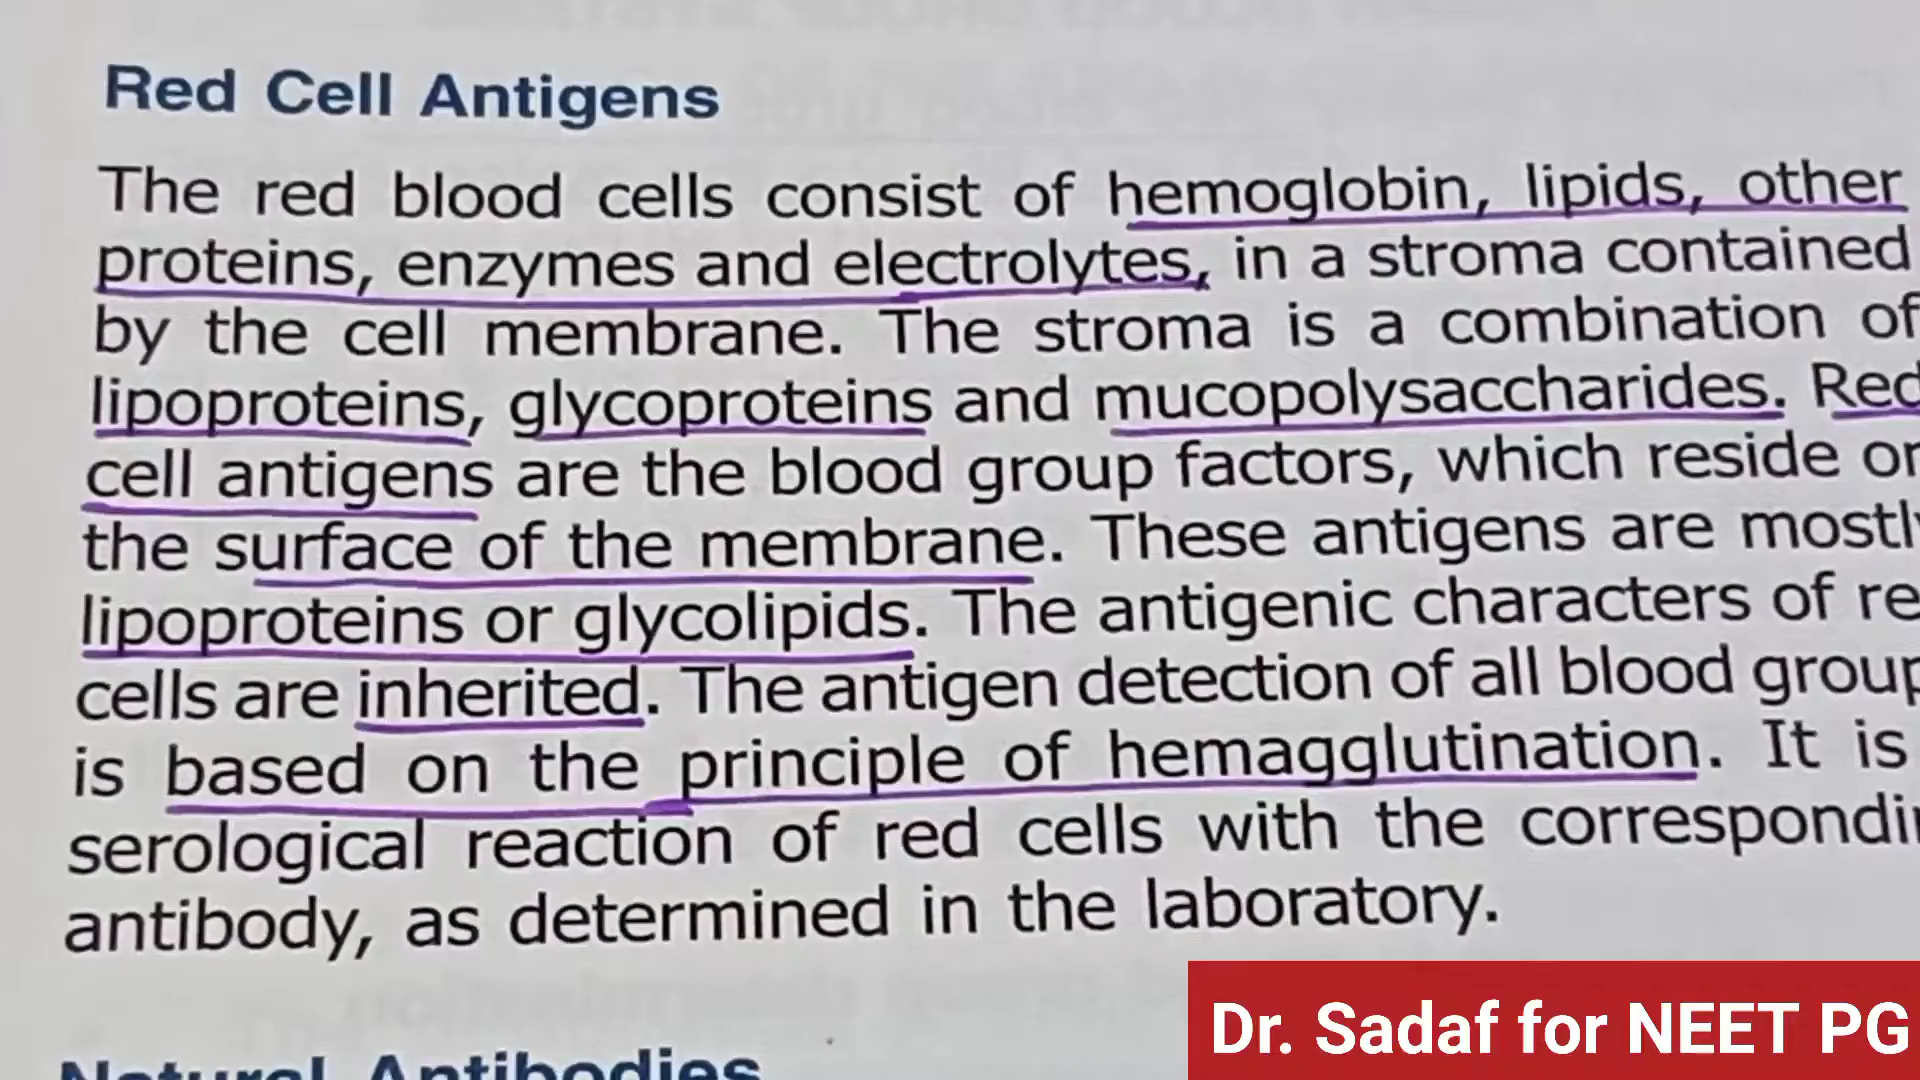 Red Cell Antigens
The red blood cells consist of hemoglobin, lipids, other
proteins, enzymes and electrolytes, in a stroma contained
by the cell membrane. The stroma is a combination of
lipoproteins, glycoproteins and mucopolysaccharides. Red
cell antigens are the blood group factors, which reside on
the surface of the membrane. These antigens are mostly
lipoproteins or glycolipids. The antigenic characters of re
cells are inherited. The antigen detection of all blood group
is based on the principle of hemagglutination. It is
serological reaction of red cells with the correspondi
antibody, as determined in the laboratory.
Natural Antibodies
Dr. Sadaf for NEET PG